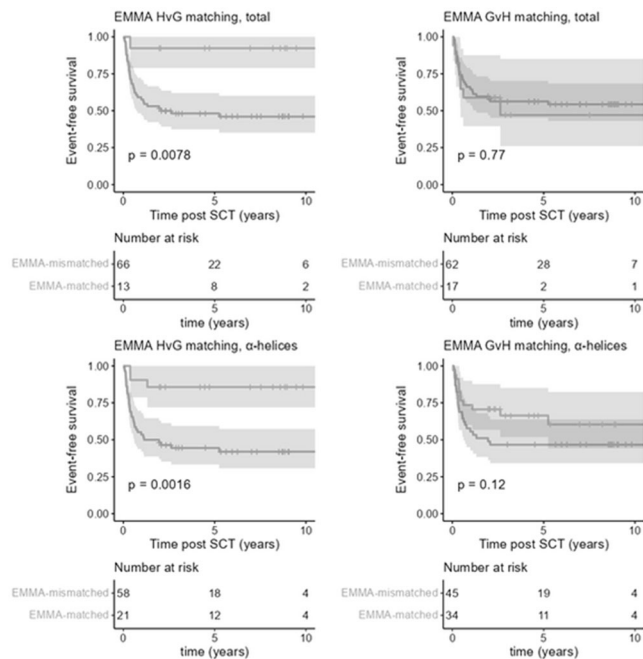 EMMA HvG matching, total
1.00
0.75
0.50
0.25
0.00
Event-free survival
p = 0.0078
0 5 10
Time post SCT (years)
Number at risk
EMMA-mismatched 66 22 6
EMMA-matched 13 8 2
0 5 10
time (years)
EMMA GvH matching, total
1.00
0.75
0.50
0.25
0.00
Event-free survival
p = 0.77
0 5 10
Time post SCT (years)
Number at risk
EMMA-mismatched 62 28 7
EMMA-matched 17 2 1
0 5 10
time (years)
EMMA HvG matching, α-helices
1.00
0.75
0.50
0.25
0.00
Event-free survival
p = 0.0016
0 5 10
Time post SCT (years)
Number at risk
EMMA-mismatched 58 18 4
EMMA-matched 21 12 4
0 5 10
time (years)
EMMA GvH matching, α-helices
1.00
0.75
0.50
0.25
0.00
Event-free survival
p = 0.12
0 5 10
Time post SCT (years)
Number at risk
EMMA-mismatched 45 19 4
EMMA-matched 34 11 4
0 5 10
time (years)